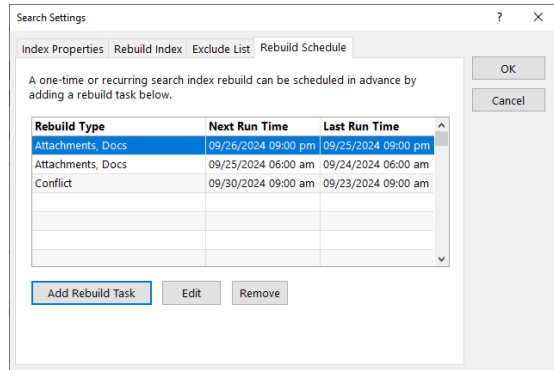 Search Settings
Index Properties Rebuild Index Exclude List Rebuild Schedule
OK
Cancel
A one-time or recurring search index rebuild can be scheduled in advance by
adding a rebuild task below.
Rebuild Type Next Run Time Last Run Time
Attachments, Docs 09/26/2024 09:00 pm 09/25/2024 09:00 pm
Attachments, Docs 09/25/2024 06:00 am 09/24/2024 06:00 am
Conflict 09/30/2024 09:00 am 09/23/2024 09:00 am
Add Rebuild Task Edit Remove